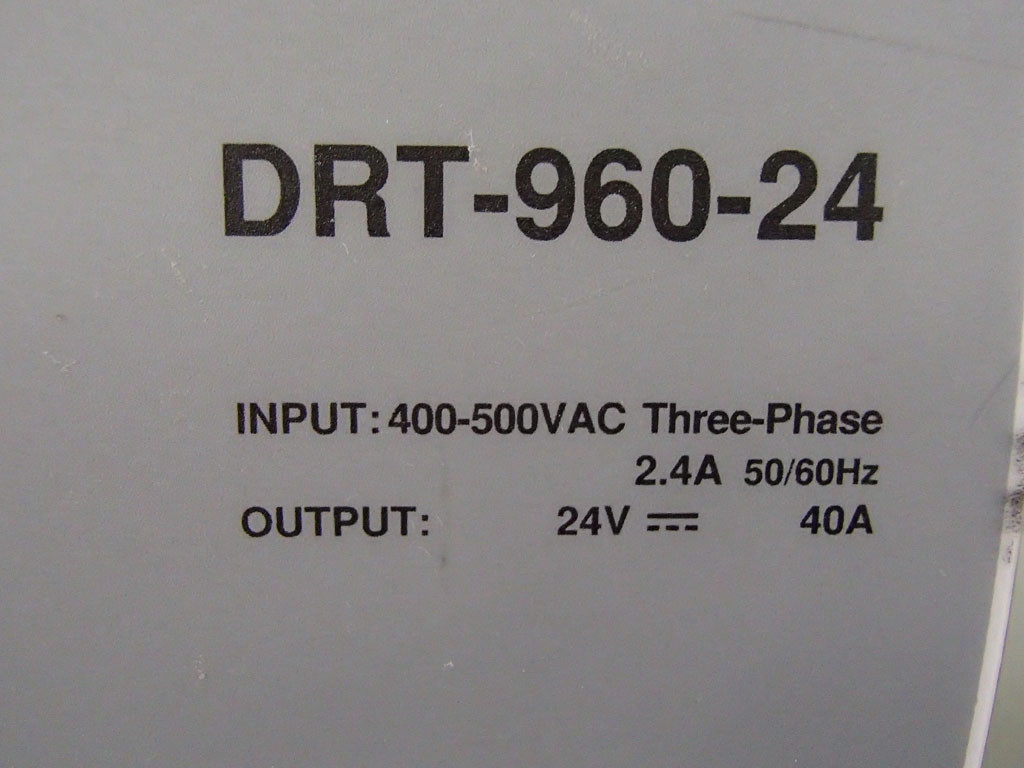 DRT-960-24
INPUT: 400-500VAC Three-Phase
2.4A 50/60Hz
OUTPUT: 24V ⎓ 40A